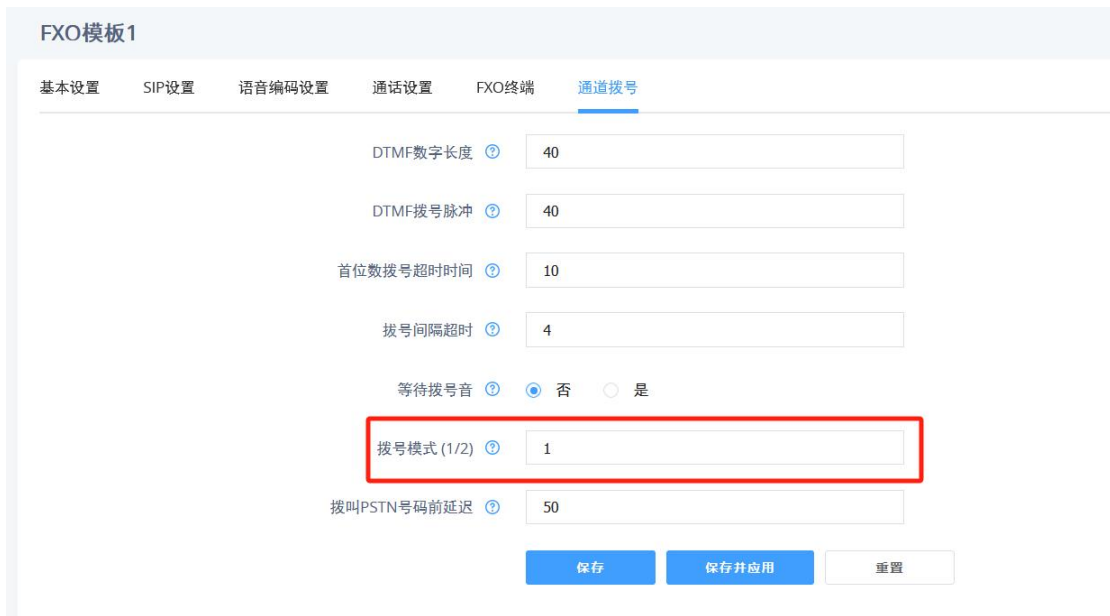 FXO模板1
基本设置 SIP设置 语音编码设置 通话设置 FXO终端 通道拨号
DTMF数字长度 ? 40
DTMF拨号脉冲 ? 40
首位数拨号超时时间 ? 10
拔号间隔超时 ? 4
等待拨号音 ? 否 是
拨号模式 (1/2) ? 1
拨叫PSTN号码前延迟 ? 50
保存 保存并应用 重置